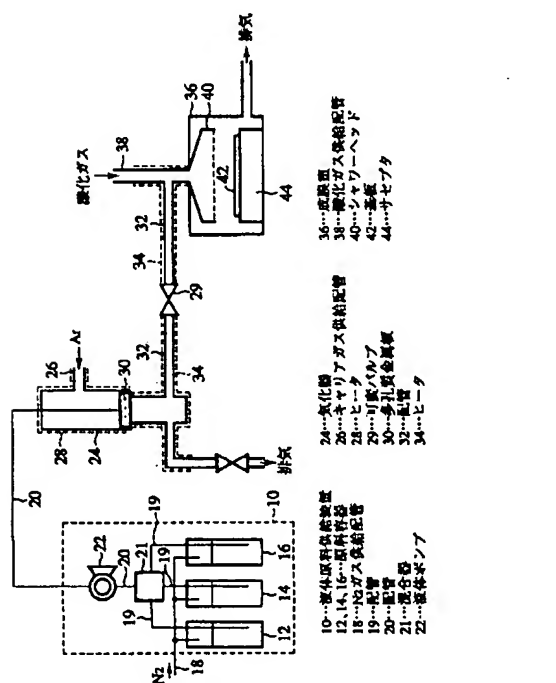 酸化ガス
38
36
40
排気
42
44
32
34
29
32
34
Ar
26
30
28
24
排気
20
22
20
21
19
19
19
10
16
14
12
18
N2
10…液体原料供給装置
12,14,16…原料容器
18…N2ガス供給配管
19…配管
20…配管
21…混合器
22…液体ポンプ
24…気化器
26…キャリアガス供給配管
28…ヒータ
29…可変バルブ
30…多孔質金属板
32…配管
34…ヒータ
36…成膜室
38…酸化ガス供給配管
40…シャワーヘッド
42…基板
44…サセプタ